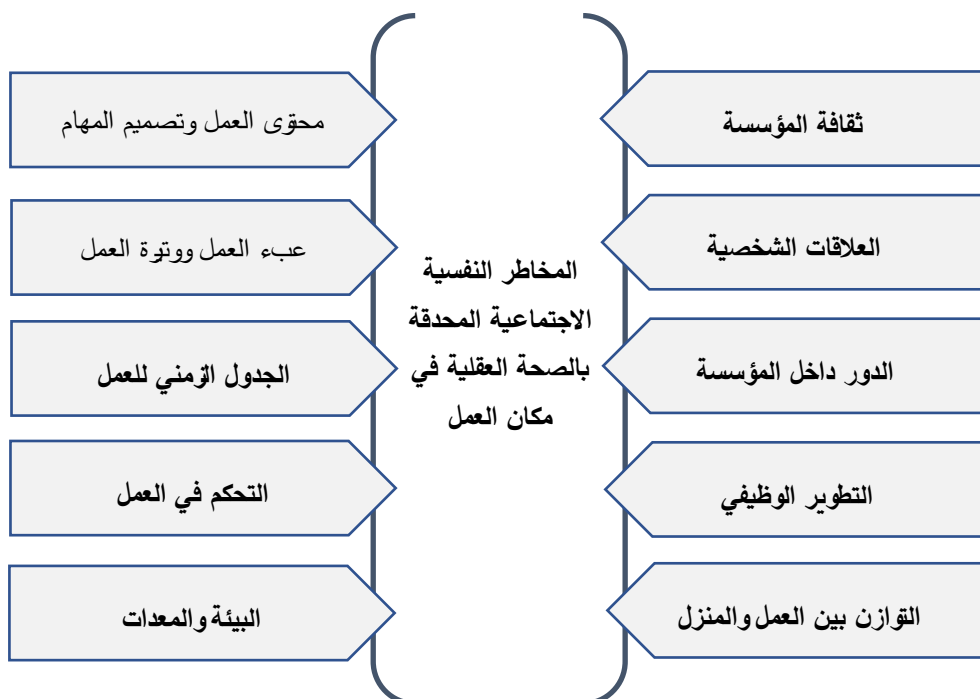 ثقافة المؤسسة
العلاقات الشخصية
الدور داخل المؤسسة
التطوير الوظيفي
التوازن بين العمل والمنزل
المخاطر النفسية
الاجتماعية المحدقة
بالصحة العقلية في
مكان العمل
محتوى العمل وتصميم المهام
عبء العمل ووتيرة العمل
الجدول الزمني للعمل
التحكم في العمل
البيئة والمعدات